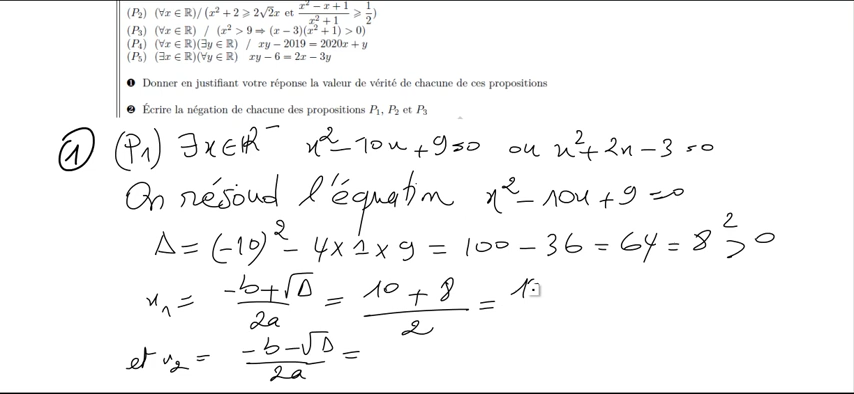 (P₂) (∀x ∈ ℝ)/ (x² + 2 ⩾ 2√2x et (x² − x + 1)/(x² + 1) ⩾ 1/2)
(P₃) (∀x ∈ ℝ) / (x² > 9 ⇒ (x − 3)(x² + 1) > 0)
(P₄) (∀x ∈ ℝ)(∃y ∈ ℝ) / xy − 2019 = 2020x + y
(P₅) (∃x ∈ ℝ)(∀y ∈ ℝ) xy − 6 = 2x − 3y
❶ Donner en justifiant votre réponse la valeur de vérité de chacune de ces propositions
❷ Écrire la négation de chacune des propositions P₁, P₂ et P₃
① (P1) ∃x∈ℝ⁻ x²−10x+9=0 ou x²+2x−3=0
On résoud l'équation x²−10x+9=0
Δ = (−10)² − 4×1×9 = 100 − 36 = 64 = 8² > 0
x₁ = (−b+√Δ)/2a = (10 + 8)/2 =
et x₂ = (−b−√Δ)/2a =